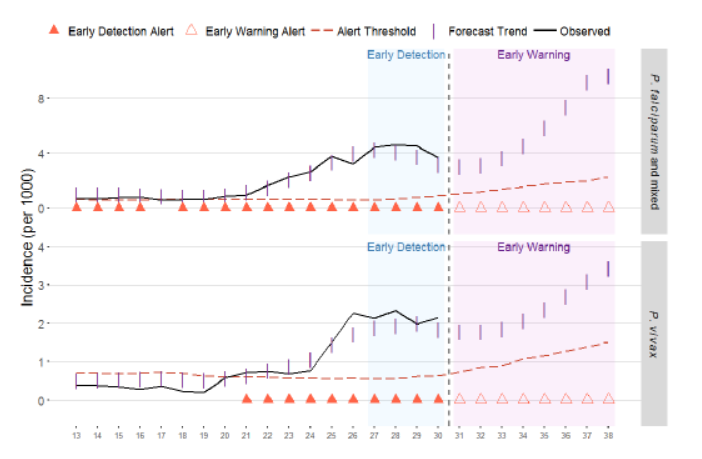 Early Detection Alert Early Warning Alert Alert Threshold Forecast Trend Observed
Early Detection Early Warning
8
4
0
P. falciparum and mixed
Incidence (per 1000)
Early Detection Early Warning
4
3
2
1
0
P. vivax
13 14 15 16 17 18 19 20 21 22 23 24 25 26 27 28 29 30 31 32 33 34 35 36 37 38